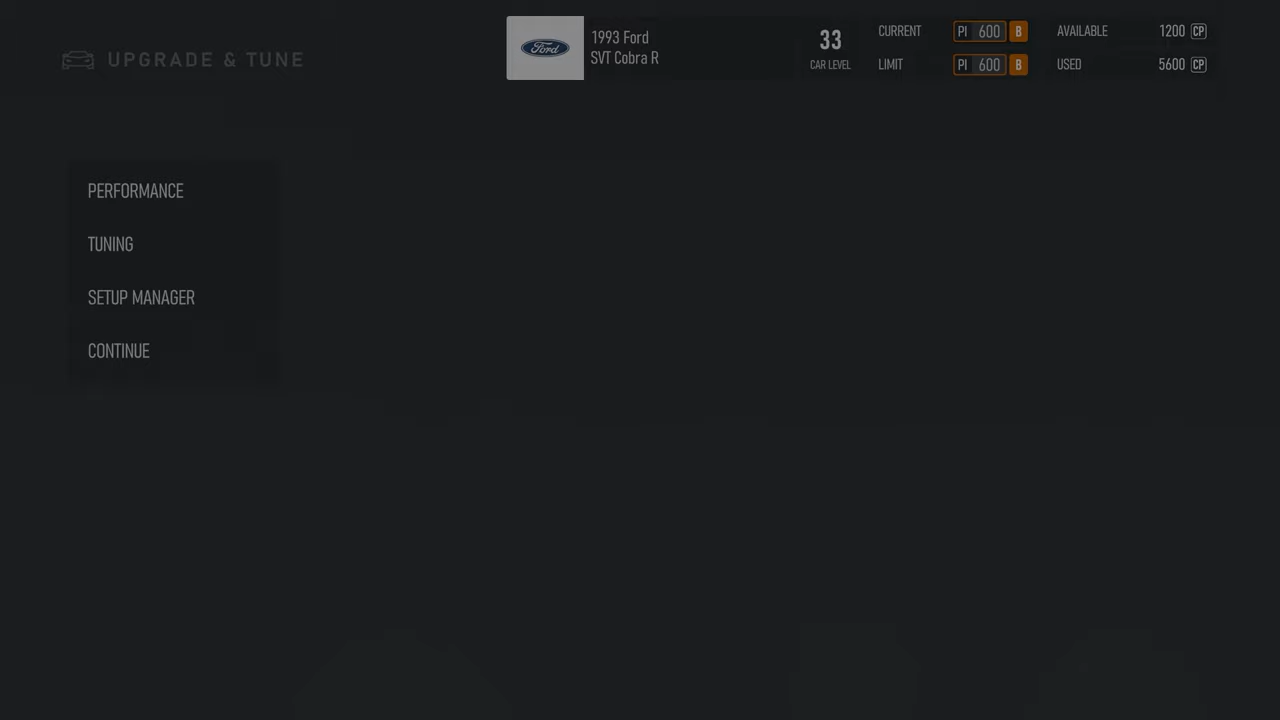 UPGRADE & TUNE
Ford
1993 Ford
SVT Cobra R
33
CAR LEVEL
CURRENT PI 600 B
LIMIT PI 600 B
AVAILABLE 1200 CP
USED 5600 CP
PERFORMANCE
TUNING
SETUP MANAGER
CONTINUE